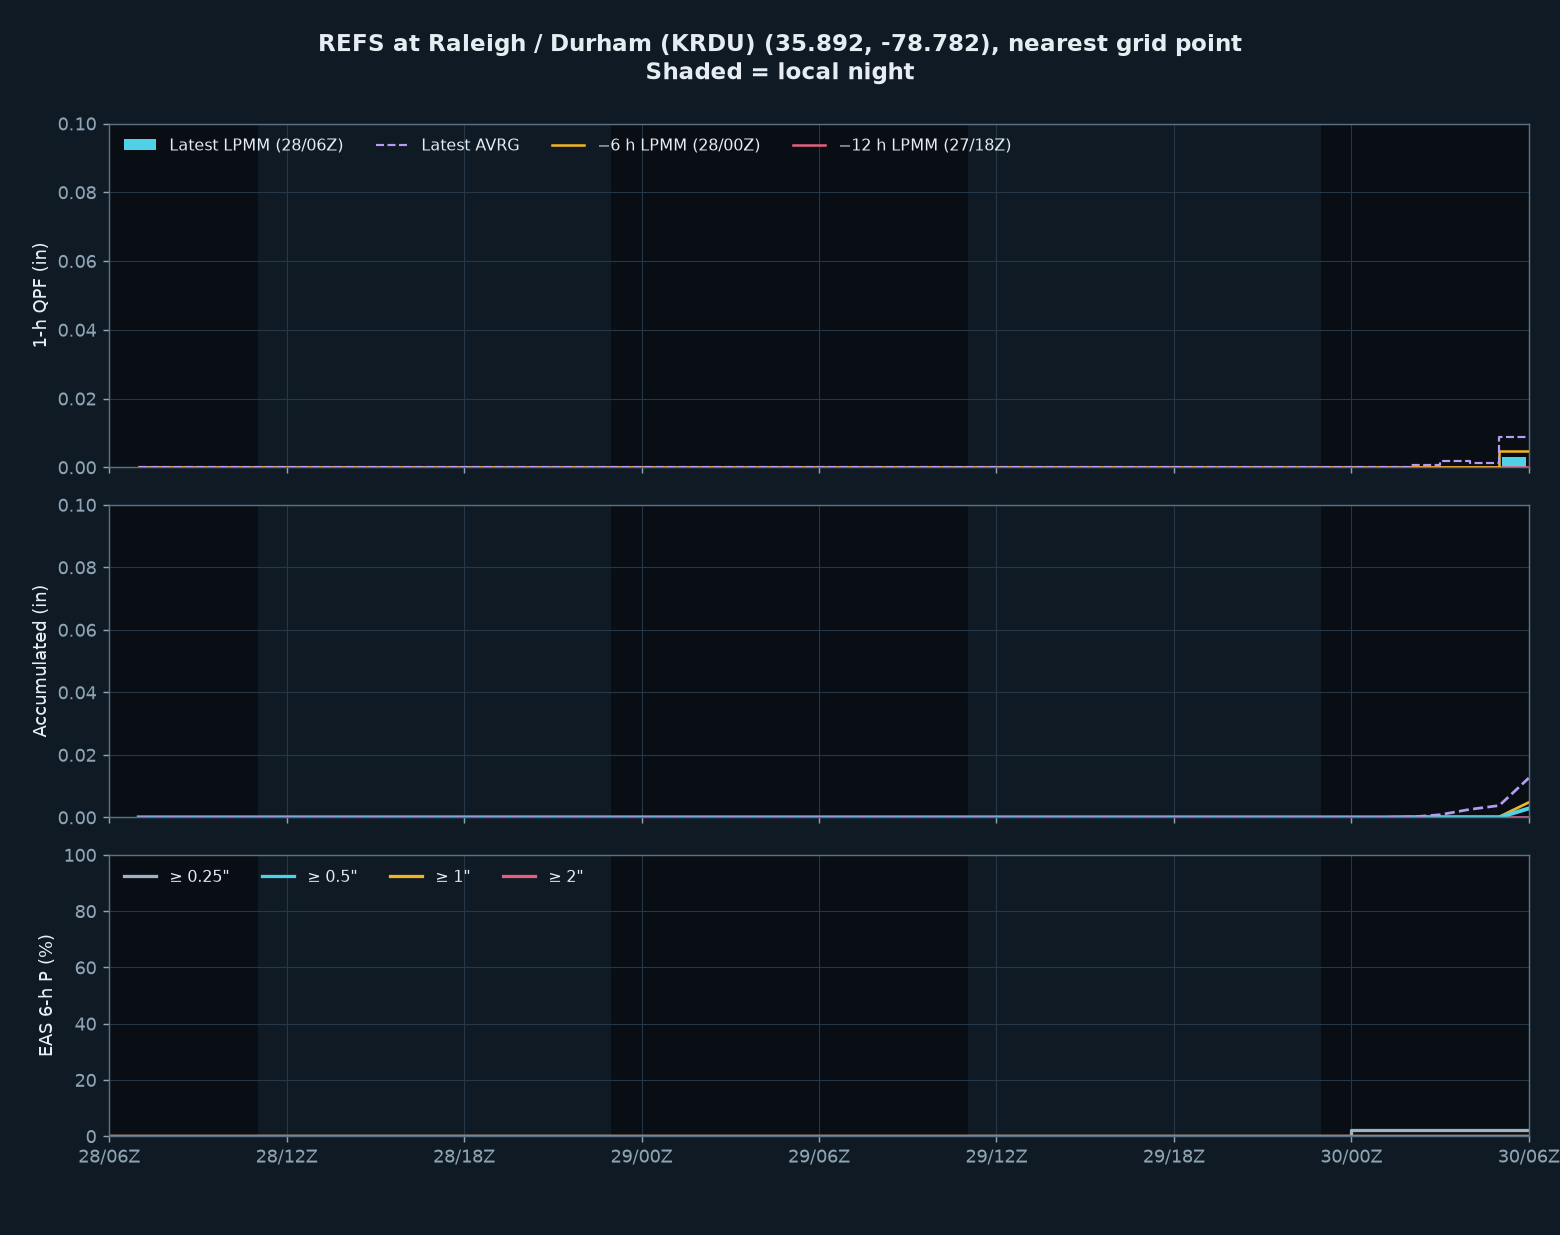 REFS at Raleigh / Durham (KRDU) (35.892, -78.782), nearest grid point
Shaded = local night
Latest LPMM (28/06Z) Latest AVRG −6 h LPMM (28/00Z) −12 h LPMM (27/18Z)
1-h QPF (in)
0.10
0.08
0.06
0.04
0.02
0.00
Accumulated (in)
0.10
0.08
0.06
0.04
0.02
0.00
≥ 0.25" ≥ 0.5" ≥ 1" ≥ 2"
EAS 6-h P (%)
100
80
60
40
20
0
28/06Z 28/12Z 28/18Z 29/00Z 29/06Z 29/12Z 29/18Z 30/00Z 30/06Z